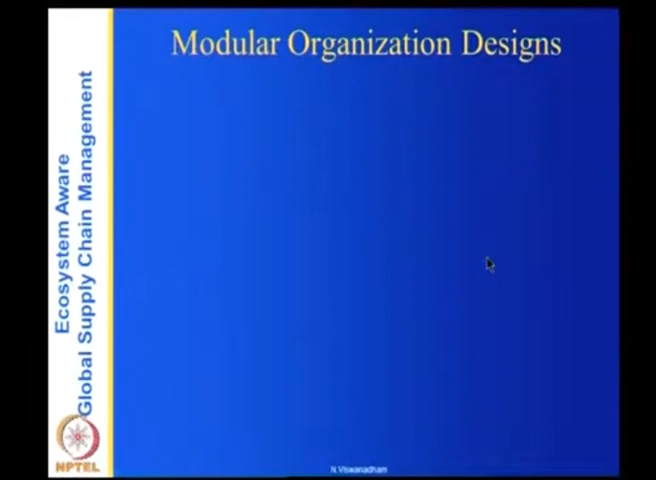 Modular Organization Designs
Ecosystem Aware
Global Supply Chain Management
NPTEL
N.Viswanadham